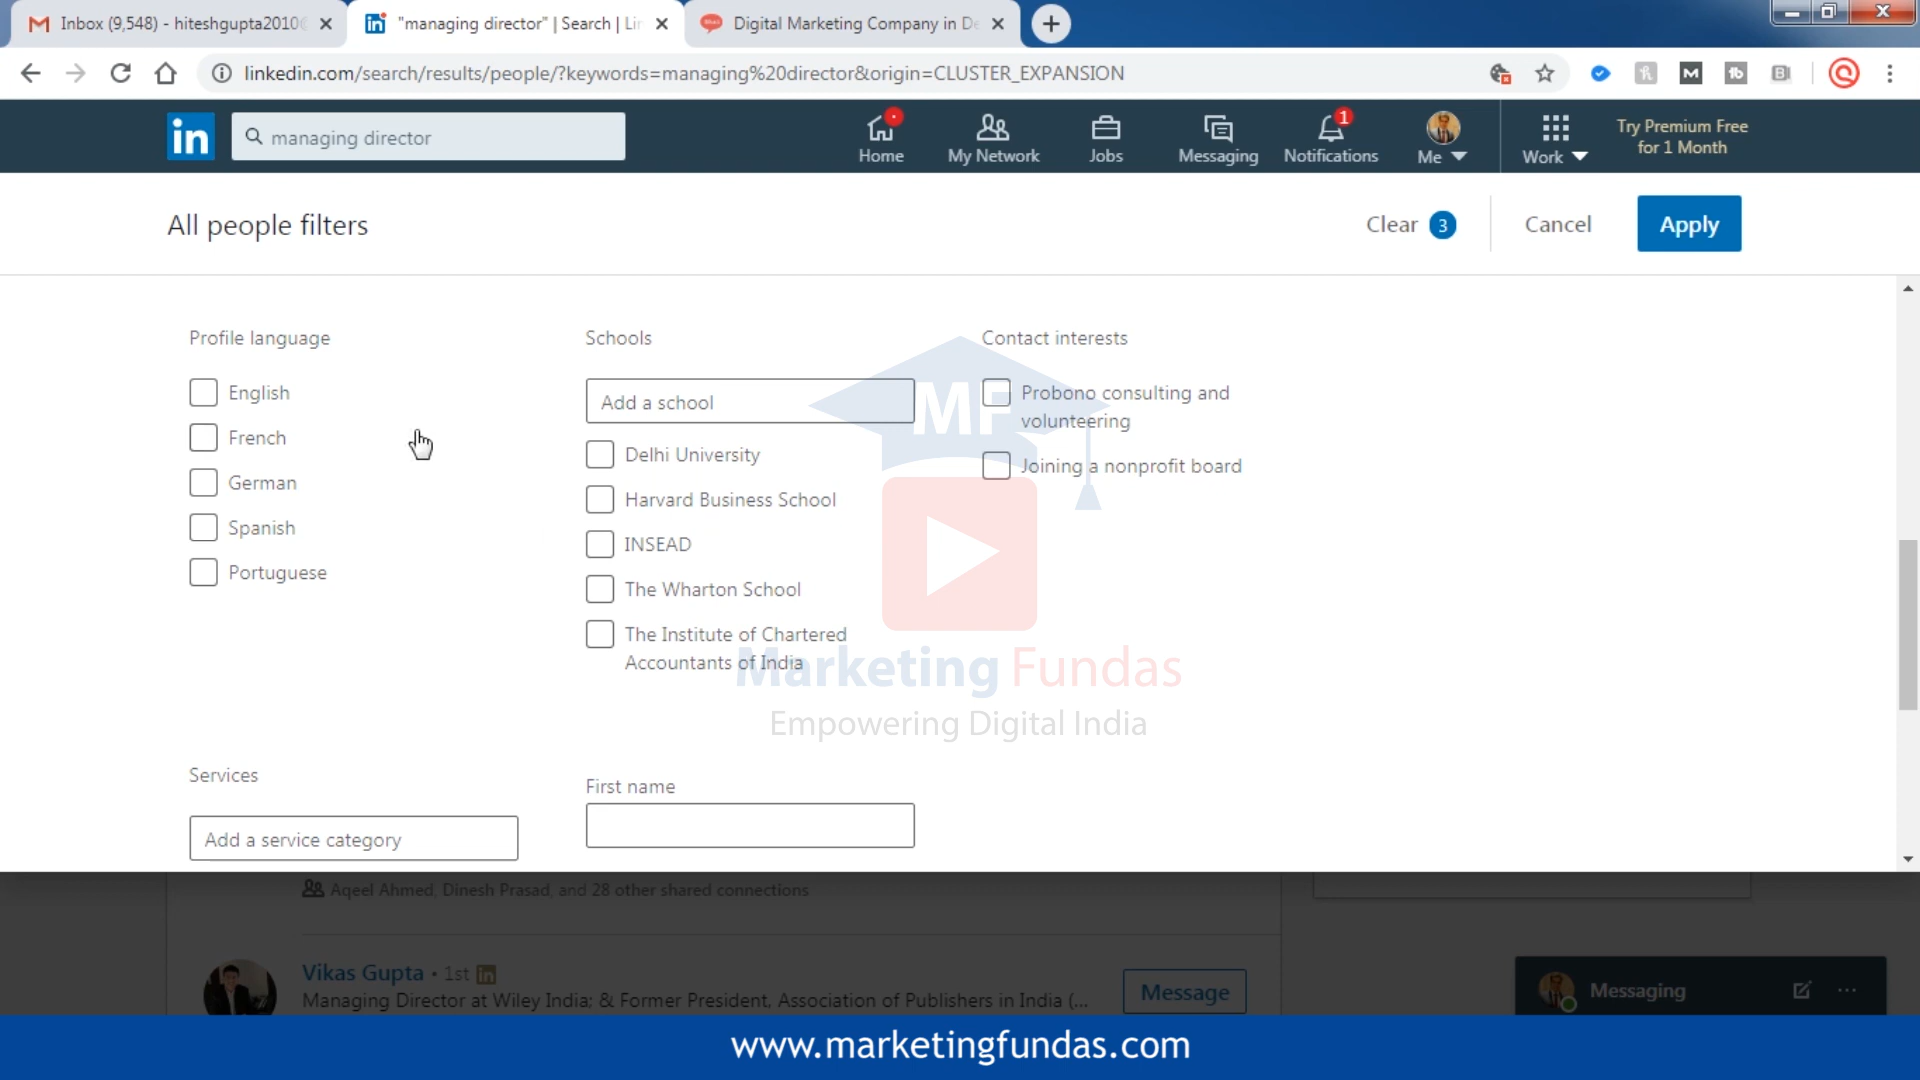 Inbox (9,548) - hiteshgupta2010
"managing director" | Search | Lin
Digital Marketing Company in De
linkedin.com/search/results/people/?keywords=managing%20director&origin=CLUSTER_EXPANSION
in
managing director
Home
My Network
Jobs
Messaging
1
Notifications
Me
Work
Try Premium Free
for 1 Month
All people filters
Clear 3
Cancel
Apply
Profile language
English
French
German
Spanish
Portuguese
Schools
Add a school
Delhi University
Harvard Business School
INSEAD
The Wharton School
The Institute of Chartered
Accountants of India
Contact interests
Probono consulting and
volunteering
Joining a nonprofit board
MF
Marketing Fundas
Empowering Digital India
Services
Add a service category
First name
Aqeel Ahmed, Dinesh Prasad, and 28 other shared connections
Vikas Gupta • 1st in
Managing Director at Wiley India; & Former President, Association of Publishers in India (...
Message
Messaging
www.marketingfundas.com